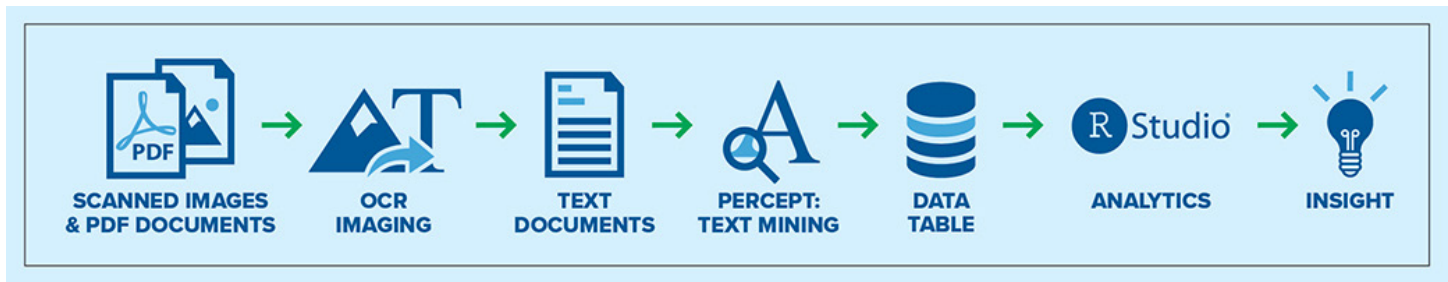 PDF
T
A
R Studio®
SCANNED IMAGES
& PDF DOCUMENTS
OCR
IMAGING
TEXT
DOCUMENTS
PERCEPT:
TEXT MINING
DATA
TABLE
ANALYTICS
INSIGHT